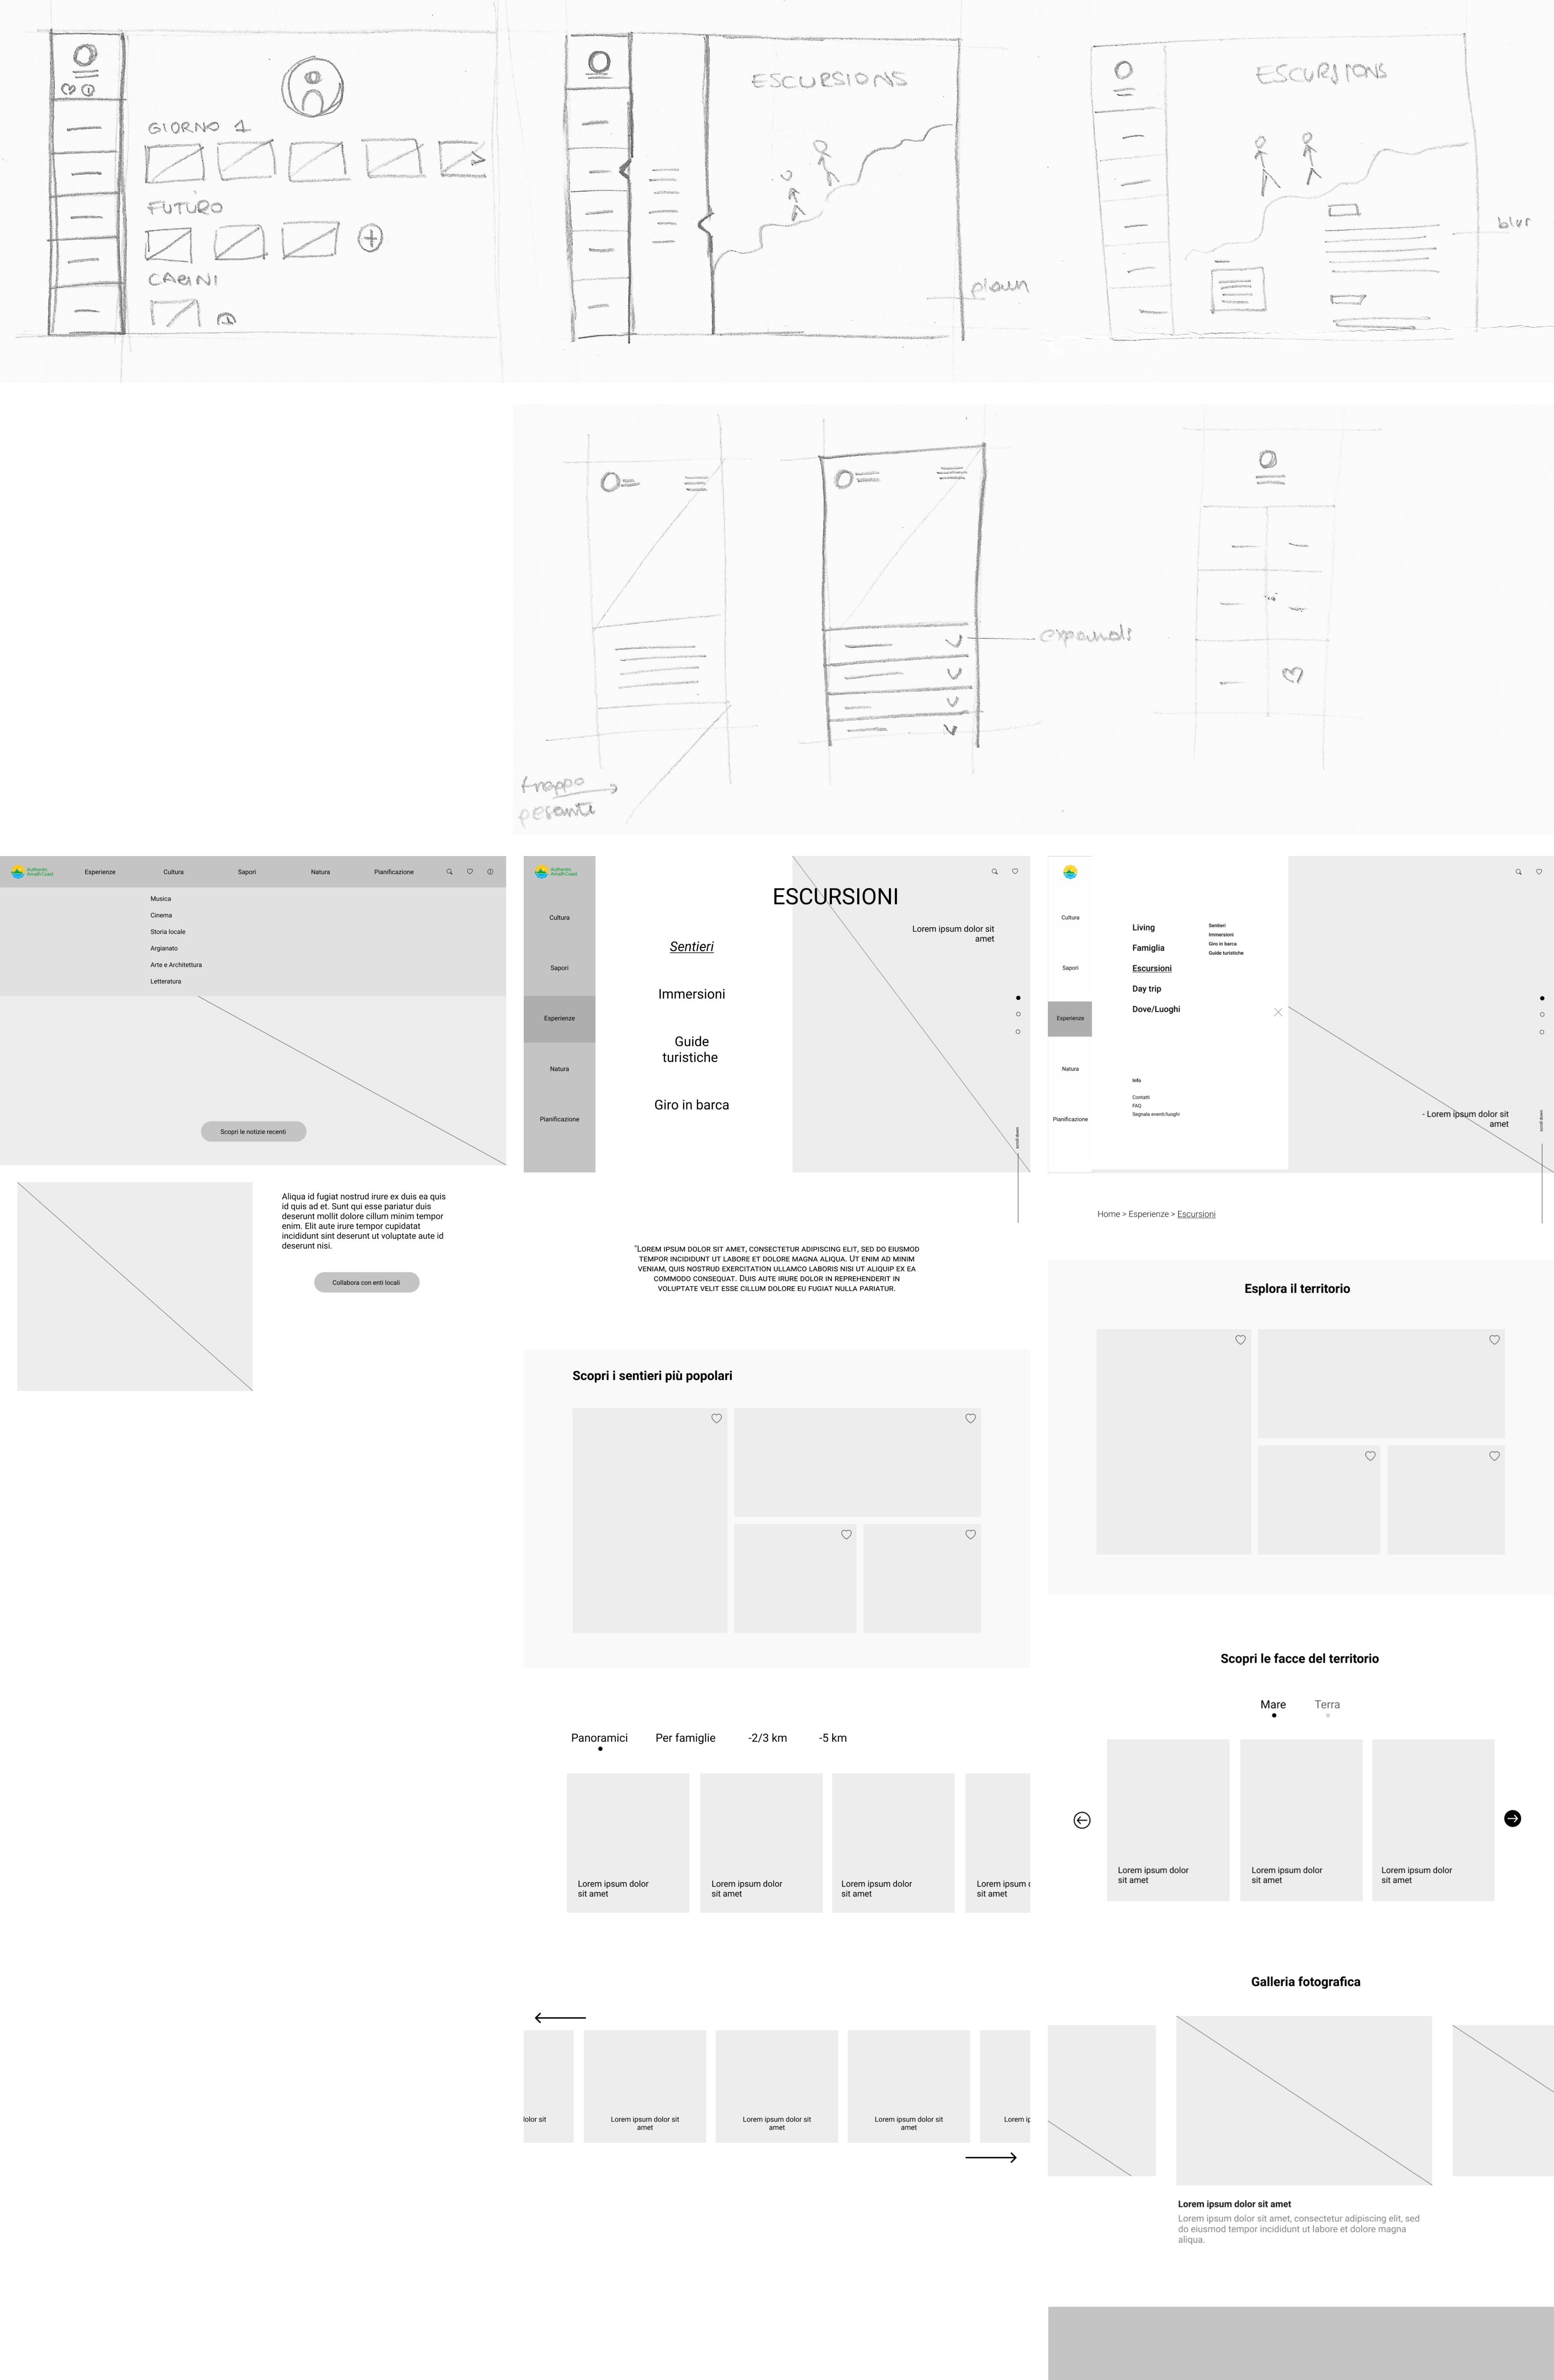 GIORNO 1
FUTURO
ESCURSIONS
plain
ESCURSIONS
blur
expands
troppo
pesante
Authentic
Amalfi Coast
Esperienze
Cultura
Sapori
Natura
Pianificazione
Musica
Cinema
Storia locale
Argianato
Arte e Architettura
Letteratura
Scopri le notizie recenti
Aliqua id fugiat nostrud irure ex duis ea quis
id quis ad et. Sunt qui esse pariatur duis
deserunt mollit dolore cillum minim tempor
enim. Elit aute irure tempor cupidatat
incididunt sint deserunt ut voluptate aute id
deserunt nisi.
Collabora con enti locali
Authentic
Amalfi Coast
Cultura
Sapori
Esperienze
Natura
Pianificazione
ESCURSIONI
Sentieri
Immersioni
Guide
turistiche
Giro in barca
Lorem ipsum dolor sit
amet
scroll down
"Lorem ipsum dolor sit amet, consectetur adipiscing elit, sed do eiusmod
tempor incididunt ut labore et dolore magna aliqua. Ut enim ad minim
veniam, quis nostrud exercitation ullamco laboris nisi ut aliquip ex ea
commodo consequat. Duis aute irure dolor in reprehenderit in
voluptate velit esse cillum dolore eu fugiat nulla pariatur.
Scopri i sentieri più popolari
Panoramici
Per famiglie
-2/3 km
-5 km
Lorem ipsum dolor
sit amet
Lorem ipsum dolor
sit amet
Lorem ipsum dolor
sit amet
Lorem ipsum d
sit amet
dolor sit
Lorem ipsum dolor sit
amet
Lorem ipsum dolor sit
amet
Lorem ipsum dolor sit
amet
Lorem ip
Cultura
Sapori
Esperienze
Natura
Pianificazione
Living
Famiglia
Escursioni
Day trip
Dove/Luoghi
Sentieri
Immersioni
Giro in barca
Guide turistiche
Info
Contatti
FAQ
Segnala eventi/luoghi
- Lorem ipsum dolor sit
amet
scroll down
Home > Esperienze > Escursioni
Esplora il territorio
Scopri le facce del territorio
Mare
Terra
Lorem ipsum dolor
sit amet
Lorem ipsum dolor
sit amet
Lorem ipsum dolor
sit amet
Galleria fotografica
Lorem ipsum dolor sit amet
Lorem ipsum dolor sit amet, consectetur adipiscing elit, sed
do eiusmod tempor incididunt ut labore et dolore magna
aliqua.